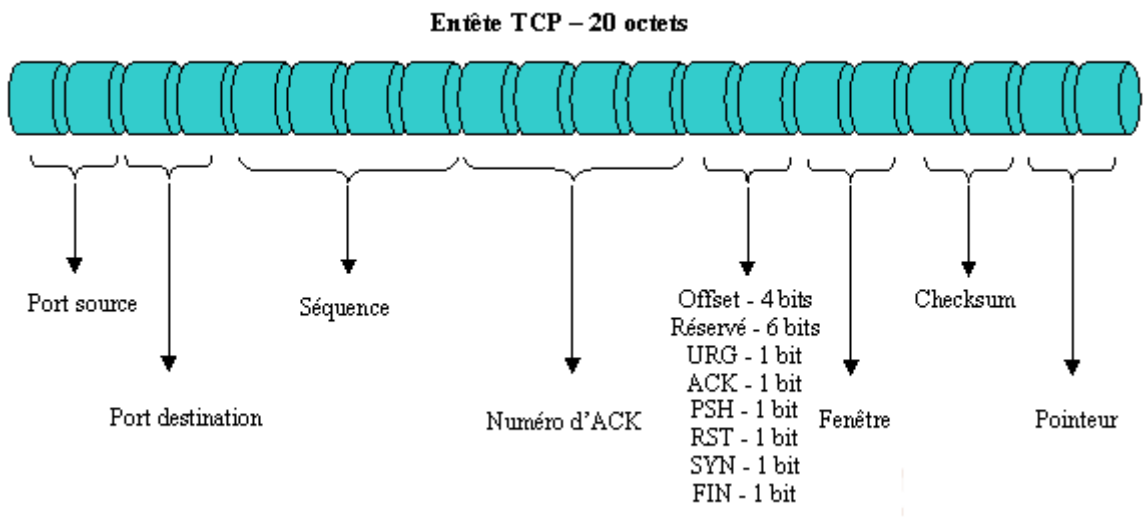 Entête TCP – 20 octets
Port source
Port destination
Séquence
Numéro d'ACK
Offset - 4 bits
Réservé - 6 bits
URG - 1 bit
ACK - 1 bit
PSH - 1 bit
RST - 1 bit
SYN - 1 bit
FIN - 1 bit
Fenêtre
Checksum
Pointeur